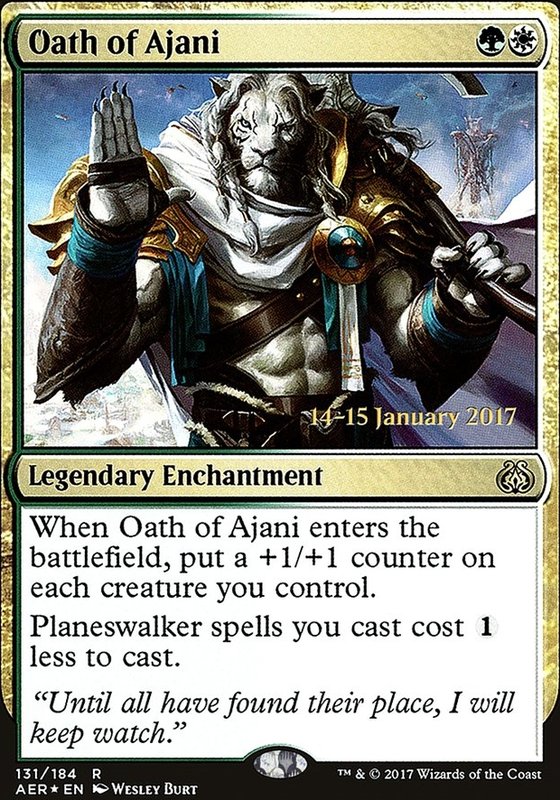 Oath of Ajani
14-15 January 2017
Legendary Enchantment
When Oath of Ajani enters the
battlefield, put a +1/+1 counter on
each creature you control.
Planeswalker spells you cast cost 1
less to cast.
“Until all have found their place, I will
keep watch.”
131/184 R
AER★EN Wesley Burt
™ & © 2017 Wizards of the Coast